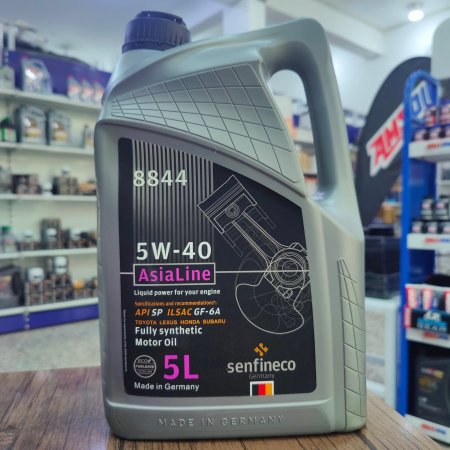 8844
5W-40
AsiaLine
Liquid power for your engine
Specifications and recommendations*:
API SP ILSAC GF-6A
TOYOTA LEXUS HONDA SUBARU
Fully synthetic
Motor Oil
5L
Made in Germany
senfineco
Germany
MADE IN GERMANY